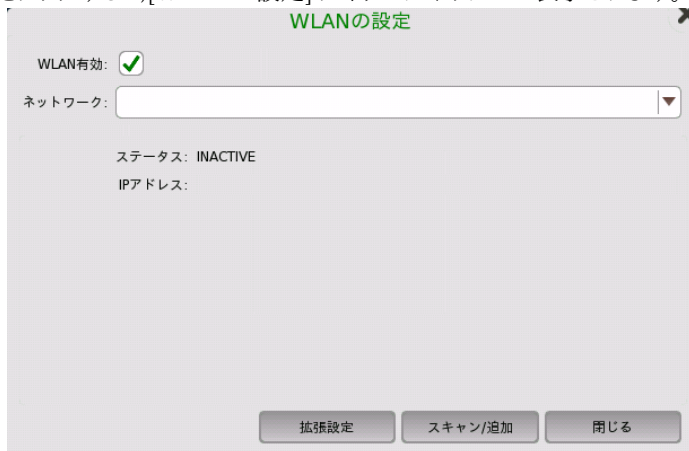 WLANの設定
WLAN有効:
ネットワーク:
ステータス: INACTIVE
IPアドレス:
拡張設定 スキャン/追加 閉じる